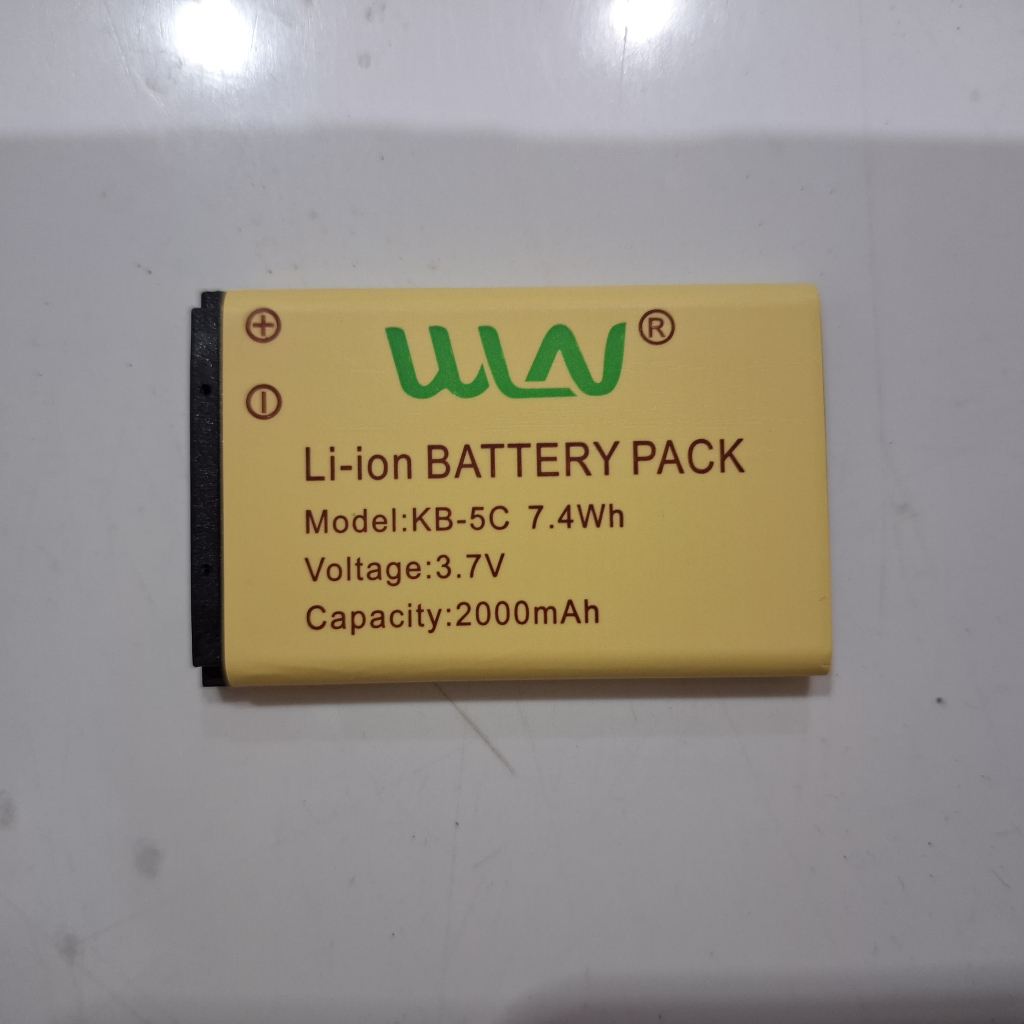 WLN®
Li-ion BATTERY PACK
Model:KB-5C 7.4Wh
Voltage:3.7V
Capacity:2000mAh